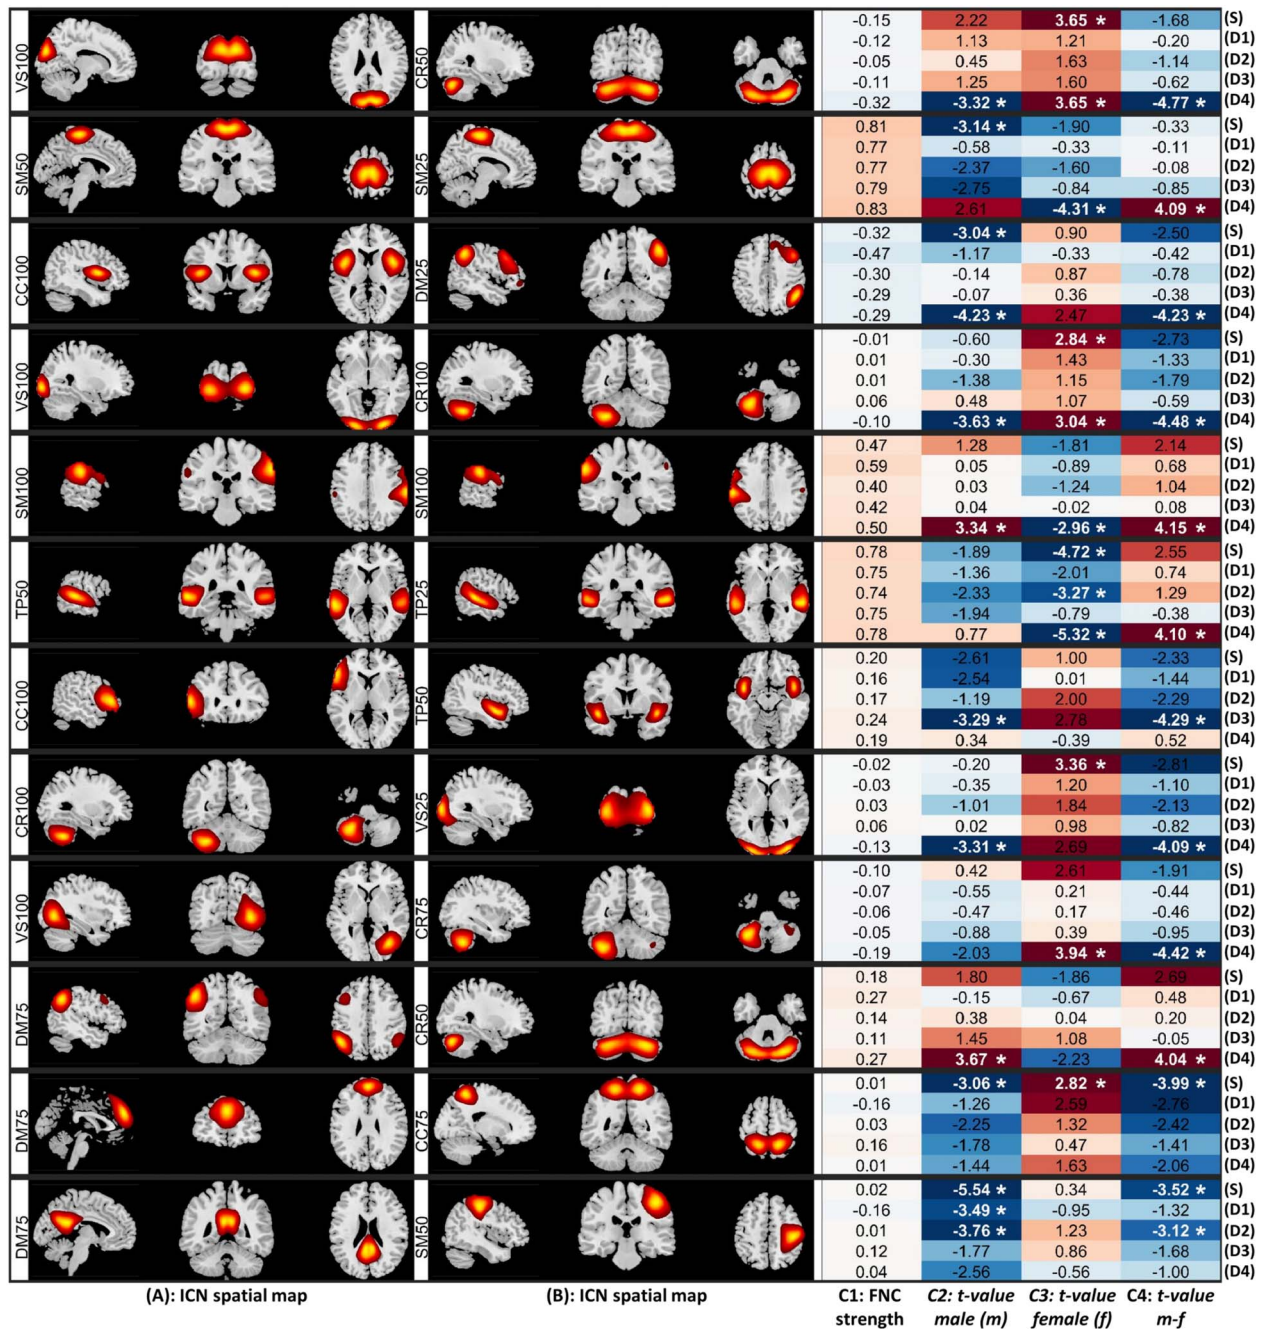 VS100 CR50 -0.15 2.22 3.65 * -1.68 (S)
-0.12 1.13 1.21 -0.20 (D1)
-0.05 0.45 1.63 -1.14 (D2)
-0.11 1.25 1.60 -0.62 (D3)
-0.32 -3.32 * 3.65 * -4.77 * (D4)
SM50 SM25 0.81 -3.14 * -1.90 -0.33 (S)
0.77 -0.58 -0.33 -0.11 (D1)
0.77 -2.37 -1.60 -0.08 (D2)
0.79 -2.75 -0.84 -0.85 (D3)
0.83 2.61 -4.31 * 4.09 * (D4)
CC100 DM25 -0.32 -3.04 * 0.90 -2.50 (S)
-0.47 -1.17 -0.33 -0.42 (D1)
-0.30 -0.14 0.87 -0.78 (D2)
-0.29 -0.07 0.36 -0.38 (D3)
-0.29 -4.23 * 2.47 -4.23 * (D4)
VS100 CR100 -0.01 -0.60 2.84 * -2.73 (S)
0.01 -0.30 1.43 -1.33 (D1)
0.01 -1.38 1.15 -1.79 (D2)
0.06 0.48 1.07 -0.59 (D3)
-0.10 -3.63 * 3.04 * -4.48 * (D4)
SM100 SM100 0.47 1.28 -1.81 2.14 (S)
0.59 0.05 -0.89 0.68 (D1)
0.40 0.03 -1.24 1.04 (D2)
0.42 0.04 -0.02 0.08 (D3)
0.50 3.34 * -2.96 * 4.15 * (D4)
TP50 TP25 0.78 -1.89 -4.72 * 2.55 (S)
0.75 -1.36 -2.01 0.74 (D1)
0.74 -2.33 -3.27 * 1.29 (D2)
0.75 -1.94 -0.79 -0.38 (D3)
0.78 0.77 -5.32 * 4.10 * (D4)
CC100 TP50 0.20 -2.61 1.00 -2.33 (S)
0.16 -2.54 0.01 -1.44 (D1)
0.17 -1.19 2.00 -2.29 (D2)
0.24 -3.29 * 2.78 -4.29 * (D3)
0.19 0.34 -0.39 0.52 (D4)
CR100 VS25 -0.02 -0.20 3.36 * -2.81 (S)
-0.03 -0.35 1.20 -1.10 (D1)
0.03 -1.01 1.84 -2.13 (D2)
0.06 0.02 0.98 -0.82 (D3)
-0.13 -3.31 * 2.69 -4.09 * (D4)
VS100 CR75 -0.10 0.42 2.61 -1.91 (S)
-0.07 -0.55 0.21 -0.44 (D1)
-0.06 -0.47 0.17 -0.46 (D2)
-0.05 -0.88 0.39 -0.95 (D3)
-0.19 -2.03 3.94 * -4.42 * (D4)
DM75 CR50 0.18 1.80 -1.86 2.69 (S)
0.27 -0.15 -0.67 0.48 (D1)
0.14 0.38 0.04 0.20 (D2)
0.11 1.45 1.08 -0.05 (D3)
0.27 3.67 * -2.23 4.04 * (D4)
DM75 CC75 0.01 -3.06 * 2.82 * -3.99 * (S)
-0.16 -1.26 2.59 -2.76 (D1)
0.03 -2.25 1.32 -2.42 (D2)
0.16 -1.78 0.47 -1.41 (D3)
0.01 -1.44 1.63 -2.06 (D4)
DM75 SM50 0.02 -5.54 * 0.34 -3.52 * (S)
-0.16 -3.49 * -0.95 -1.32 (D1)
0.01 -3.76 * 1.23 -3.12 * (D2)
0.12 -1.77 0.86 -1.68 (D3)
0.04 -2.56 -0.56 -1.00 (D4)
(A): ICN spatial map (B): ICN spatial map C1: FNC C2: t-value C3: t-value C4: t-value
strength male (m) female (f) m-f